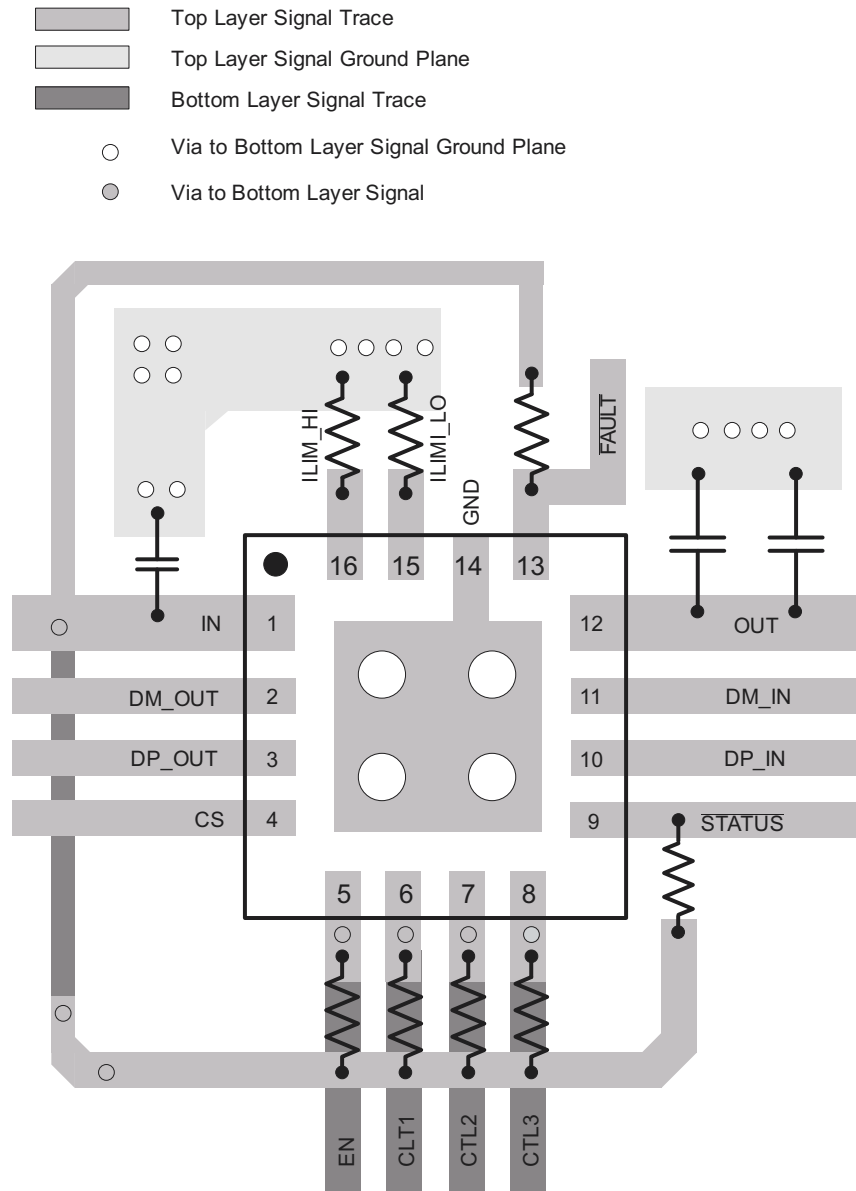 Top Layer Signal Trace
Top Layer Signal Ground Plane
Bottom Layer Signal Trace
Via to Bottom Layer Signal Ground Plane
Via to Bottom Layer Signal
ILIM_HI
ILIMI_LO
FAULT
GND
16
15
14
13
IN
1
12
OUT
DM_OUT
2
11
DM_IN
DP_OUT
3
10
DP_IN
CS
4
9
STATUS
5
6
7
8
EN
CLT1
CTL2
CTL3